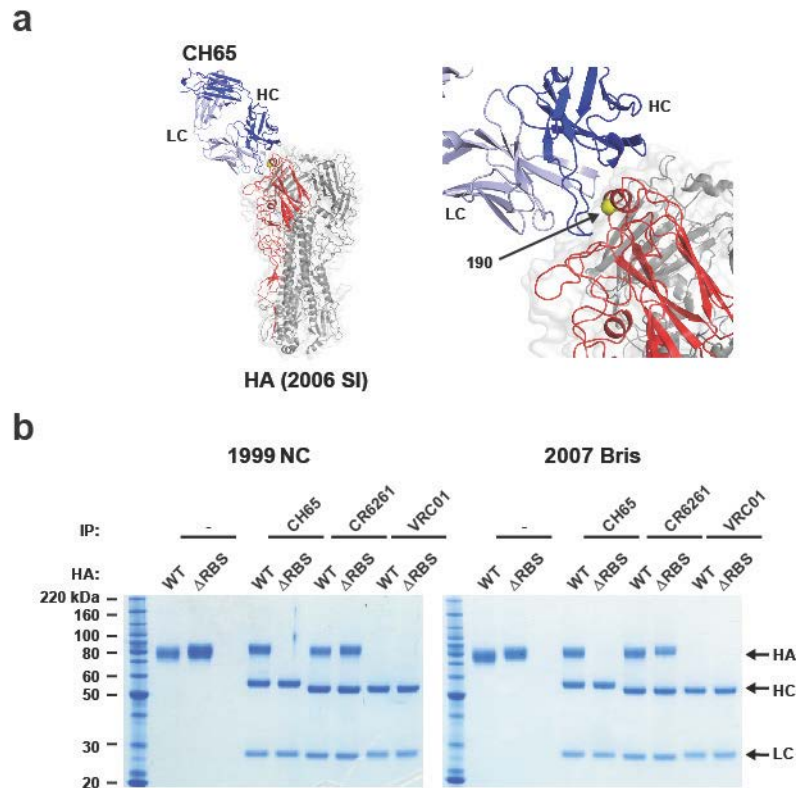 a
CH65
HC
LC
HA (2006 SI)
HC
LC
190
b
1999 NC
2007 Bris
IP:
- CH65 CR6261 VRC01 - CH65 CR6261 VRC01
HA:
WT ΔRBS WT ΔRBS WT ΔRBS WT ΔRBS WT ΔRBS WT ΔRBS WT ΔRBS WT ΔRBS
220 kDa
160
100
80
50
30
20
HA
HC
LC